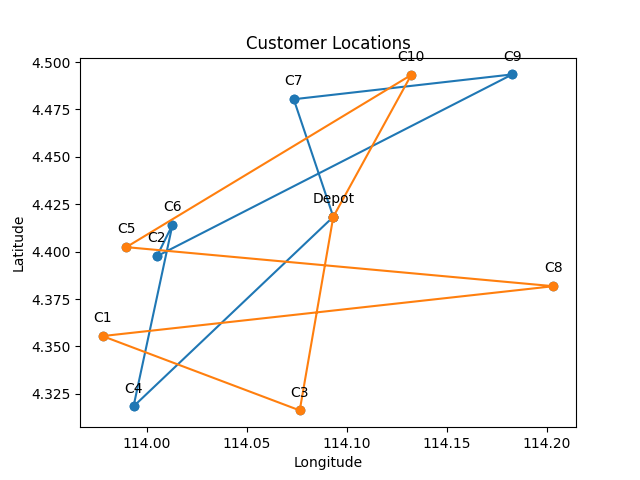 Customer Locations
C10
C9
C7
Depot
C6
C5
C2
C8
C1
C4
C3
4.500
4.475
4.450
4.425
4.400
4.375
4.350
4.325
Latitude
114.00
114.05
114.10
114.15
114.20
Longitude